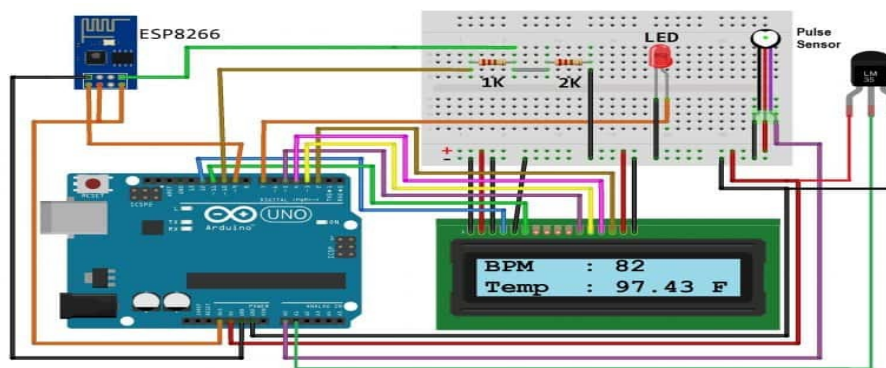 ESP8266
LED
Pulse
Sensor
1K
2K
LM
35
+
-
RESET
ICSP2
L
TX
RX
DIGITAL (PWM~)
UNO
ON
Arduino
ICSP
POWER
ANALOG IN
BPM : 82
Temp : 97.43 F